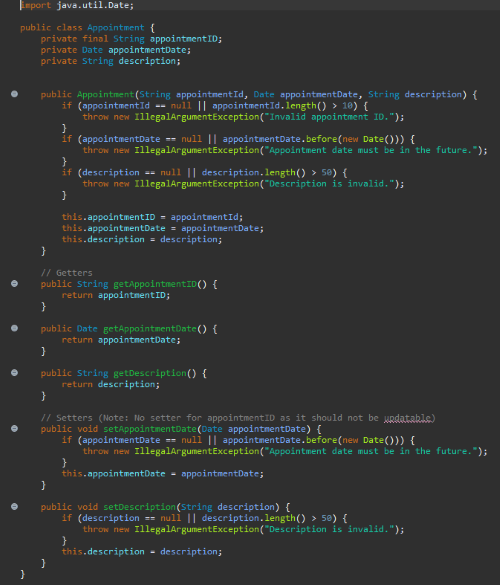 import java.util.Date;
public class Appointment {
private final String appointmentID;
private Date appointmentDate;
private String description;
public Appointment(String appointmentId, Date appointmentDate, String description) {
if (appointmentId == null || appointmentId.length() > 10) {
throw new IllegalArgumentException("Invalid appointment ID.");
}
if (appointmentDate == null || appointmentDate.before(new Date())) {
throw new IllegalArgumentException("Appointment date must be in the future.");
}
if (description == null || description.length() > 50) {
throw new IllegalArgumentException("Description is invalid.");
}
this.appointmentID = appointmentId;
this.appointmentDate = appointmentDate;
this.description = description;
}
// Getters
public String getAppointmentID() {
return appointmentID;
}
public Date getAppointmentDate() {
return appointmentDate;
}
public String getDescription() {
return description;
}
// Setters (Note: No setter for appointmentID as it should not be updatable)
public void setAppointmentDate(Date appointmentDate) {
if (appointmentDate == null || appointmentDate.before(new Date())) {
throw new IllegalArgumentException("Appointment date must be in the future.");
}
this.appointmentDate = appointmentDate;
}
public void setDescription(String description) {
if (description == null || description.length() > 50) {
throw new IllegalArgumentException("Description is invalid.");
}
this.description = description;
}
}